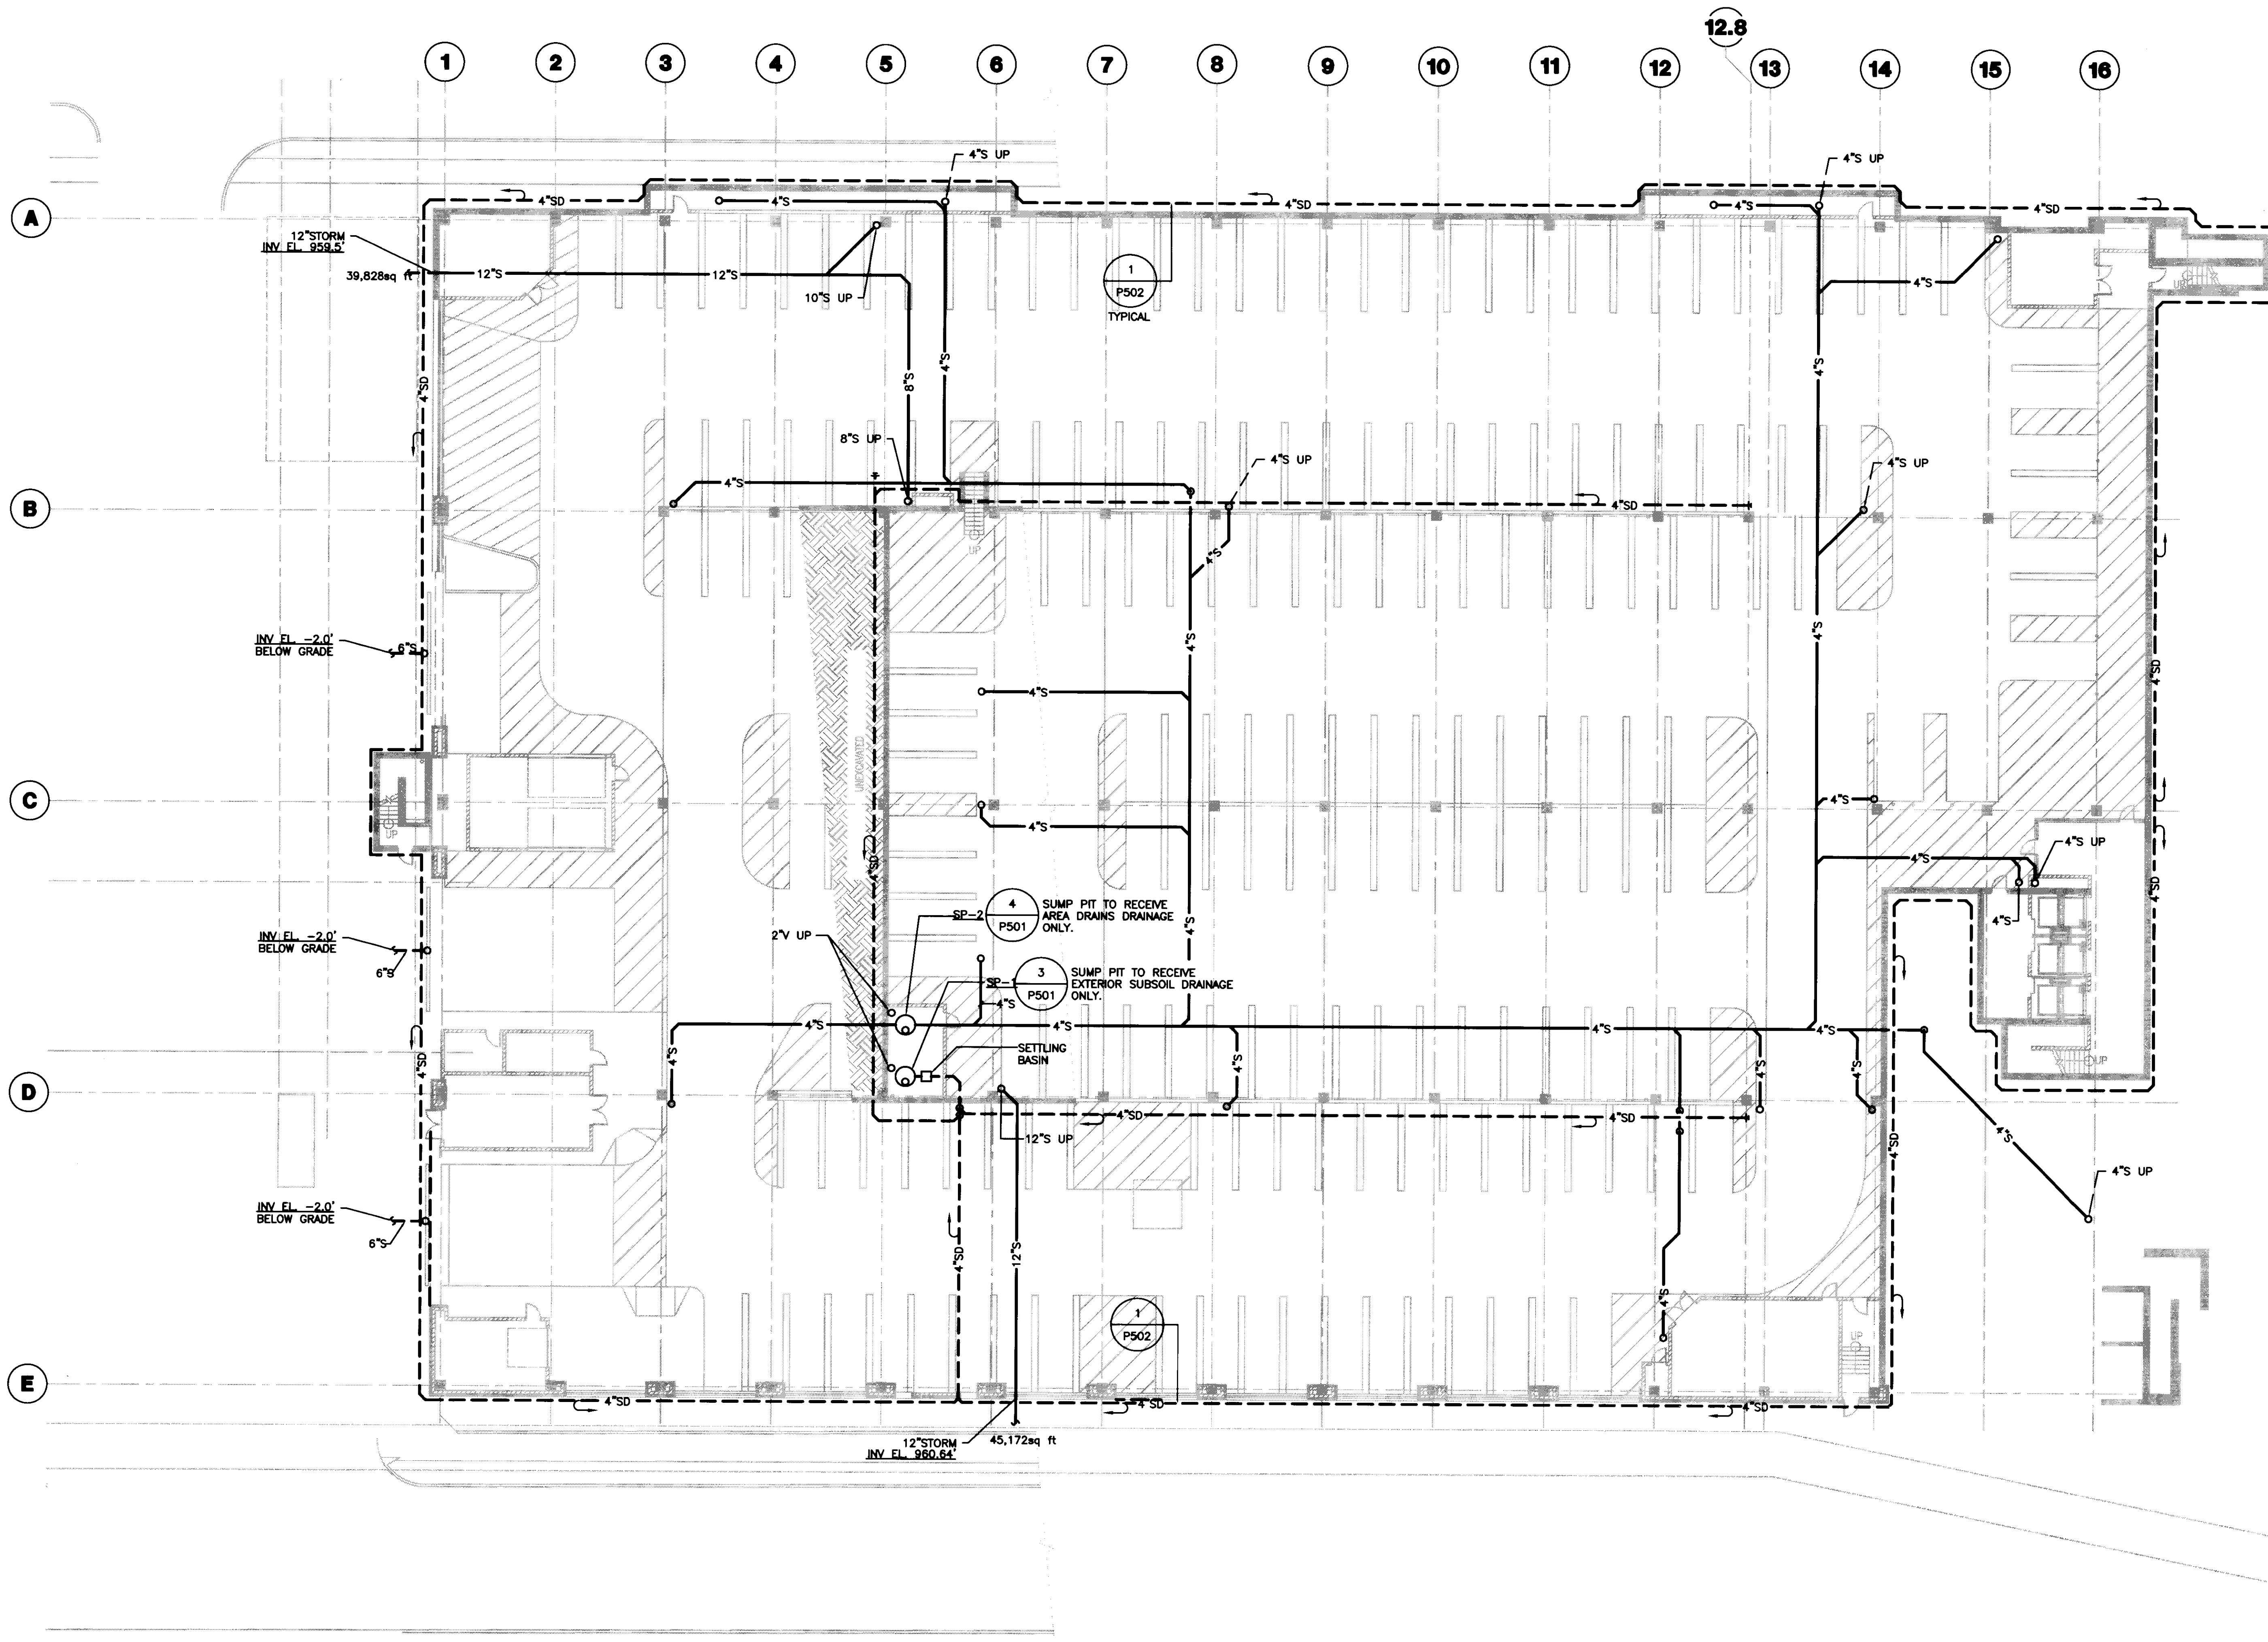 12.8
1
2
3
4
5
6
7
8
9
10
11
12
13
14
15
16
4"S UP
4"S UP
A
4"SD
4"S
4"SD
4"S
4"SD
12"STORM
INV EL. 959.5'
39,828sq ft
12"S
12"S
10"S UP
1
P502
TYPICAL
4"S
UP
4"SD
8"S
4"S
4"S
8"S UP
4"S UP
4"S UP
4"S
B
4"SD
UP
4"S
4"S
4"S
INV EL. -2.0'
BELOW GRADE
6"S
4"SD
4"S
UNEXCAVATED
C
4"S
4"S
UP
4"SD
4"S
4"S UP
4"SD
4"S
SP-2
4
P501
SUMP PIT TO RECEIVE
AREA DRAINS DRAINAGE
ONLY.
2"V UP
4"S
INV EL. -2.0'
BELOW GRADE
6"S
SP-1
3
P501
SUMP PIT TO RECEIVE
EXTERIOR SUBSOIL DRAINAGE
ONLY.
4"S
4"S
4"S
4"S
4"S
SETTLING
BASIN
4"S
4"S
4"S
4"S
UP
4"SD
D
4"SD
4"SD
12"S UP
4"S
4"SD
4"S UP
INV EL. -2.0'
BELOW GRADE
6"S
4"SD
12"S
4"S
1
P502
UP
E
4"SD
4"SD
4"SD
12"STORM
INV EL. 960.64'
45,172sq ft